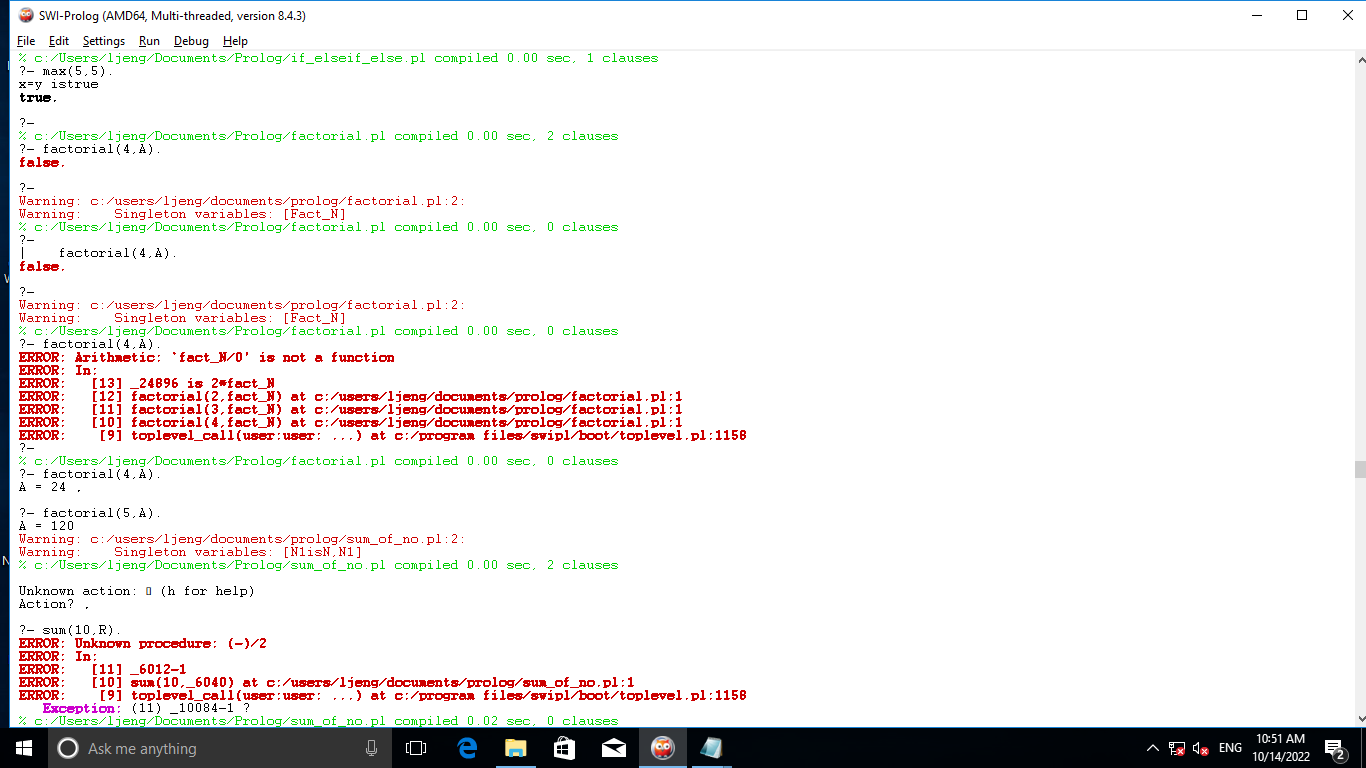 SWI-Prolog (AMD64, Multi-threaded, version 8.4.3)
File Edit Settings Run Debug Help
% c:/Users/ljeng/Documents/Prolog/if_elseif_else.pl compiled 0.00 sec, 1 clauses
?- max(5,5).
x=y istrue
true.
?-
% c:/Users/ljeng/Documents/Prolog/factorial.pl compiled 0.00 sec, 2 clauses
?- factorial(4,A).
false.
?-
Warning: c:/users/ljeng/documents/prolog/factorial.pl:2:
Warning:    Singleton variables: [Fact_N]
% c:/Users/ljeng/Documents/Prolog/factorial.pl compiled 0.00 sec, 0 clauses
?-
|    factorial(4,A).
false.
?-
Warning: c:/users/ljeng/documents/prolog/factorial.pl:2:
Warning:    Singleton variables: [Fact_N]
% c:/Users/ljeng/Documents/Prolog/factorial.pl compiled 0.00 sec, 0 clauses
?- factorial(4,A).
ERROR: Arithmetic: `fact_N/0' is not a function
ERROR: In:
ERROR:   [13] _24896 is 2*fact_N
ERROR:   [12] factorial(2,fact_N) at c:/users/ljeng/documents/prolog/factorial.pl:1
ERROR:   [11] factorial(3,fact_N) at c:/users/ljeng/documents/prolog/factorial.pl:1
ERROR:   [10] factorial(4,fact_N) at c:/users/ljeng/documents/prolog/factorial.pl:1
ERROR:    [9] toplevel_call(user:user: ...) at c:/program files/swipl/boot/toplevel.pl:1158
?-
% c:/Users/ljeng/Documents/Prolog/factorial.pl compiled 0.00 sec, 0 clauses
?- factorial(4,A).
A = 24 .
?- factorial(5,A).
A = 120
Warning: c:/users/ljeng/documents/prolog/sum_of_no.pl:2:
Warning:    Singleton variables: [N1isN,N1]
% c:/Users/ljeng/Documents/Prolog/sum_of_no.pl compiled 0.00 sec, 2 clauses
Unknown action: (h for help)
Action? .
?- sum(10,R).
ERROR: Unknown procedure: (-)/2
ERROR: In:
ERROR:   [11] _6012-1
ERROR:   [10] sum(10,_6040) at c:/users/ljeng/documents/prolog/sum_of_no.pl:1
ERROR:    [9] toplevel_call(user:user: ...) at c:/program files/swipl/boot/toplevel.pl:1158
   Exception: (11) _10084-1 ?
% c:/Users/ljeng/Documents/Prolog/sum_of_no.pl compiled 0.02 sec, 0 clauses
Ask me anything
ENG
10:51 AM
10/14/2022
2